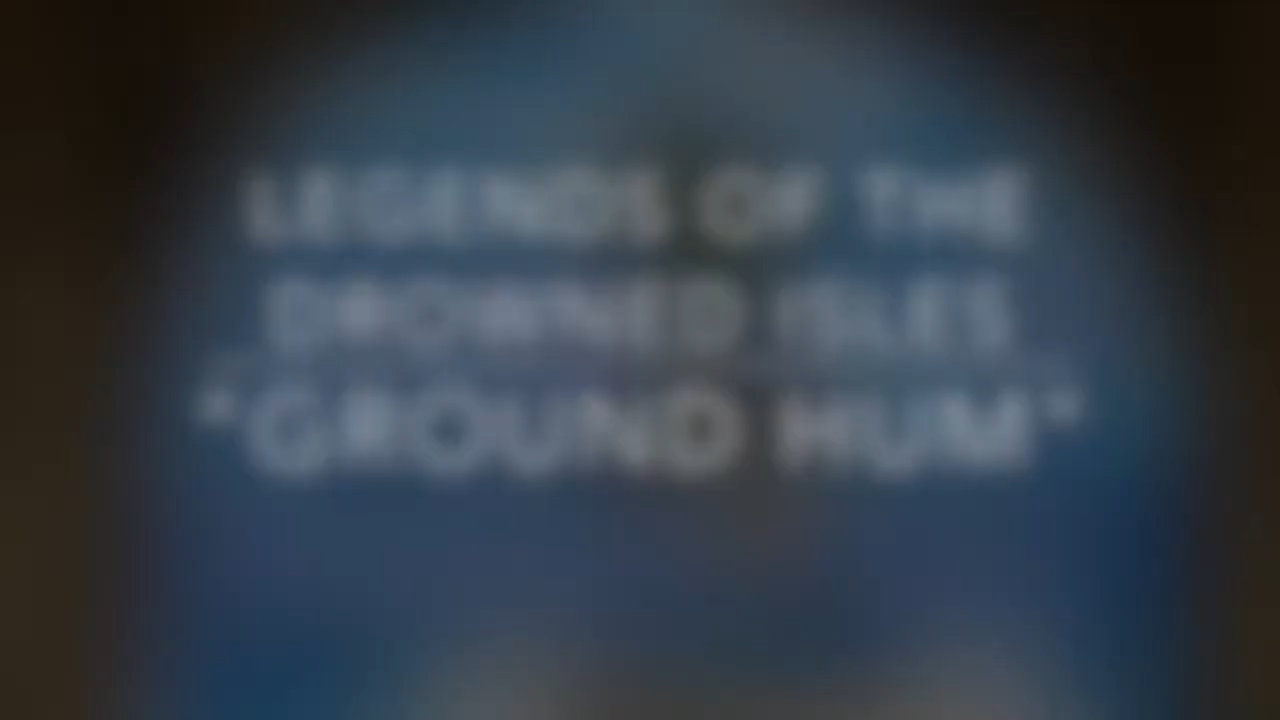 LEGENDS OF THE
DROWNED ISLES
"GROUND HUM"